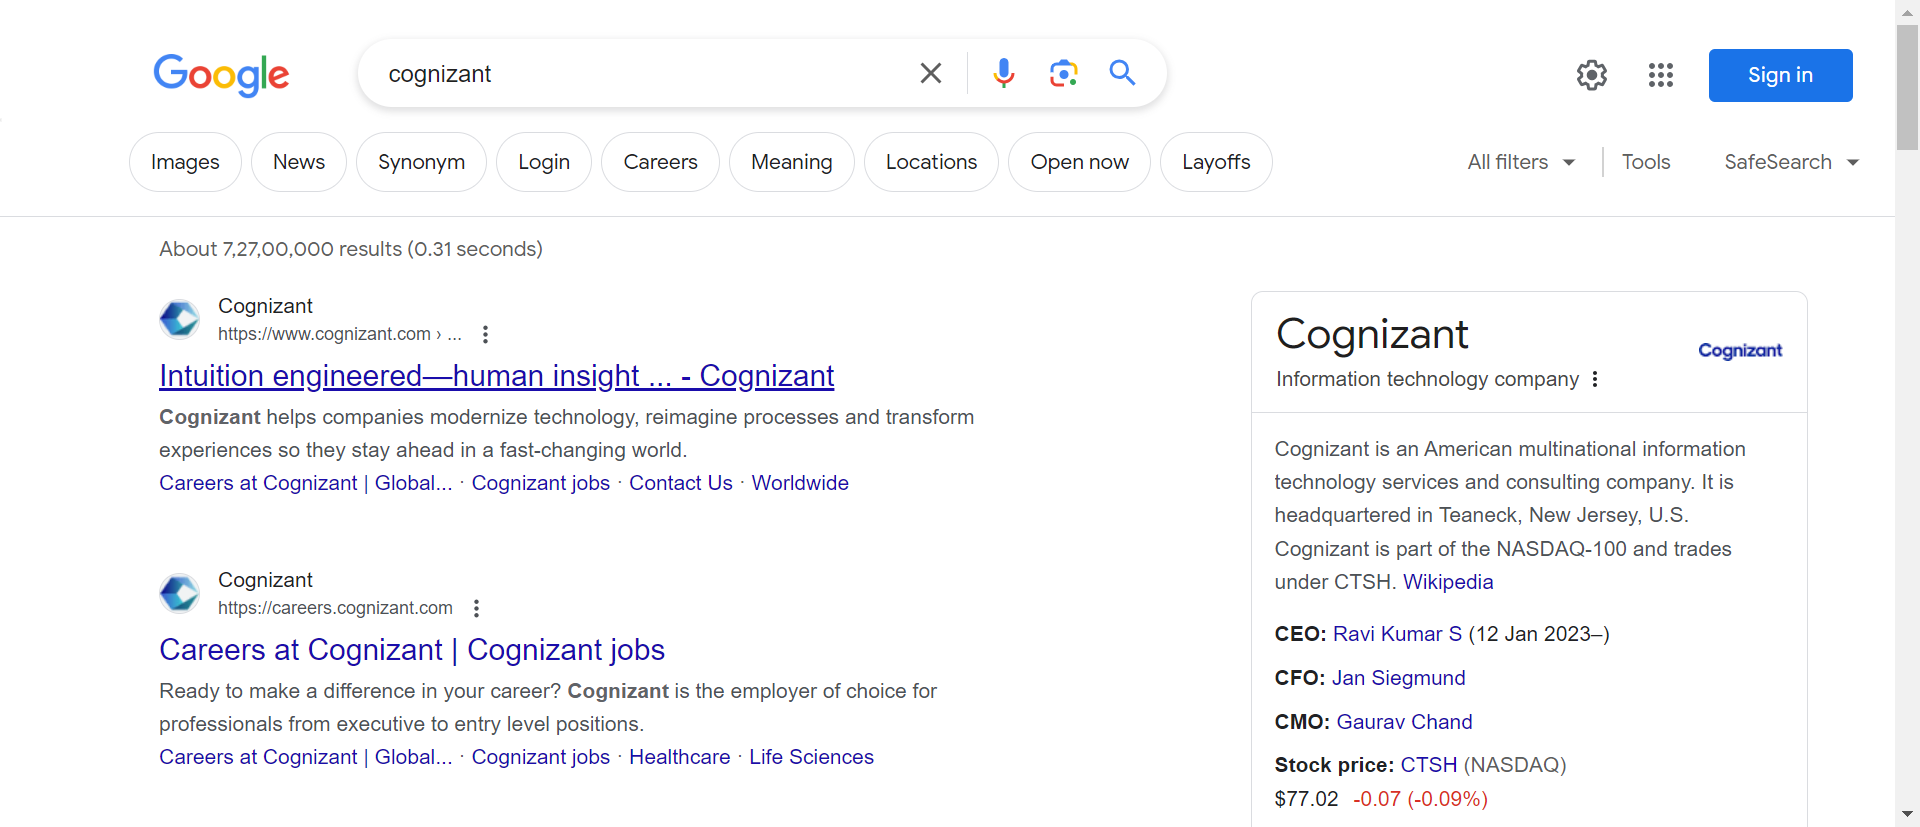 Google
cognizant
Sign in
Images
News
Synonym
Login
Careers
Meaning
Locations
Open now
Layoffs
All filters
Tools
SafeSearch
About 7,27,00,000 results (0.31 seconds)
Cognizant
https://www.cognizant.com › ...
Intuition engineered—human insight ... - Cognizant
Cognizant helps companies modernize technology, reimagine processes and transform
experiences so they stay ahead in a fast-changing world.
Careers at Cognizant | Global... · Cognizant jobs · Contact Us · Worldwide
Cognizant
https://careers.cognizant.com
Careers at Cognizant | Cognizant jobs
Ready to make a difference in your career? Cognizant is the employer of choice for
professionals from executive to entry level positions.
Careers at Cognizant | Global... · Cognizant jobs · Healthcare · Life Sciences
Cognizant
Cognizant
Information technology company
Cognizant is an American multinational information
technology services and consulting company. It is
headquartered in Teaneck, New Jersey, U.S.
Cognizant is part of the NASDAQ-100 and trades
under CTSH. Wikipedia
CEO: Ravi Kumar S (12 Jan 2023–)
CFO: Jan Siegmund
CMO: Gaurav Chand
Stock price: CTSH (NASDAQ)
$77.02 -0.07 (-0.09%)